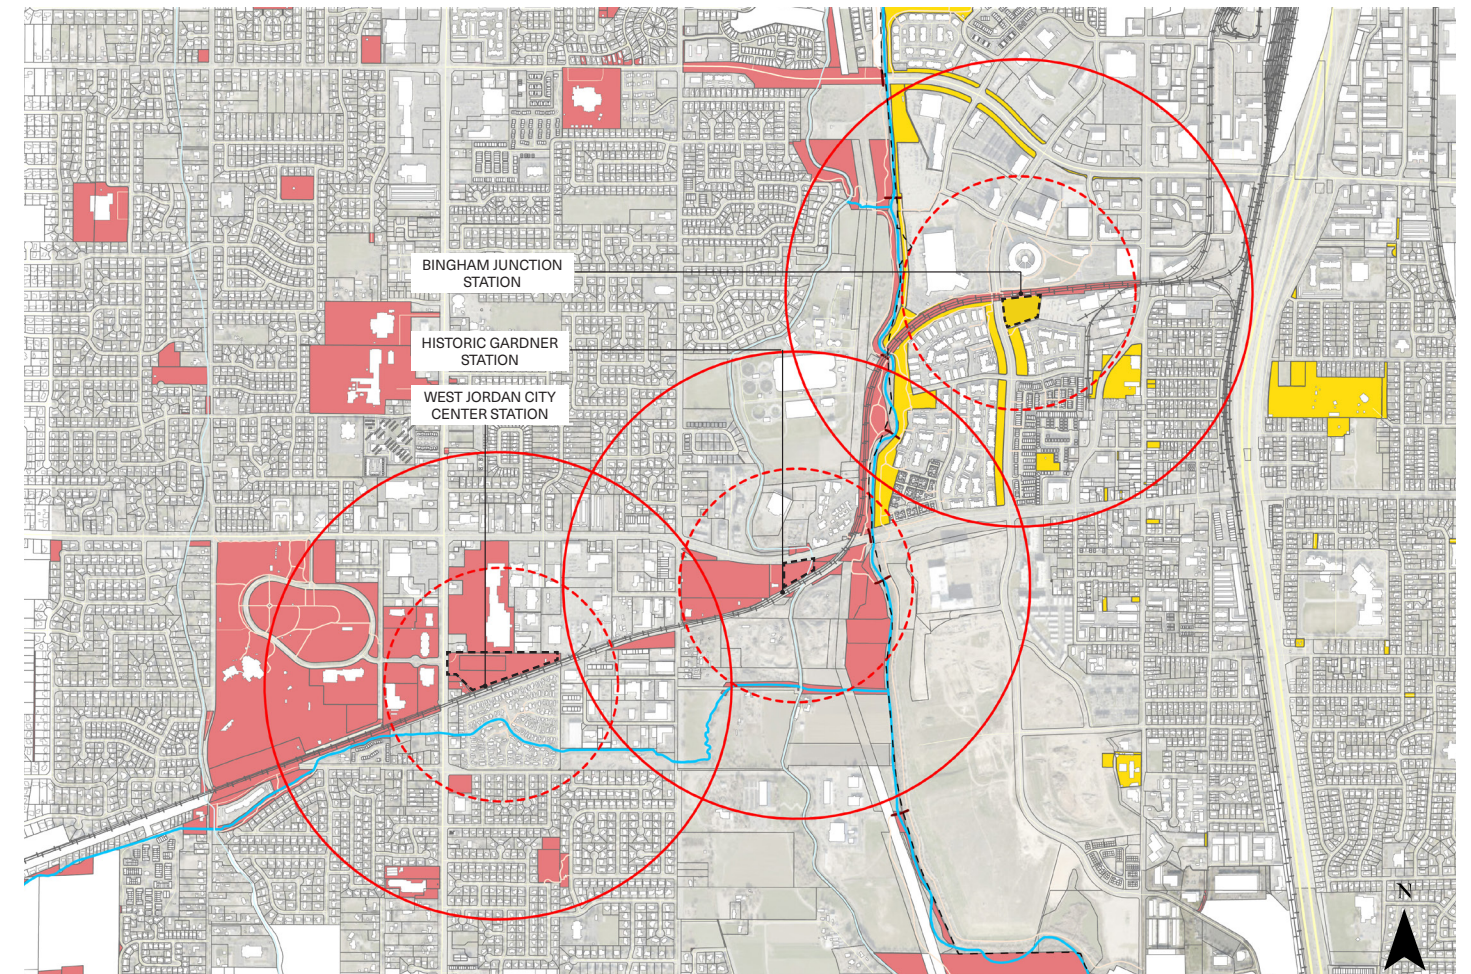 BINGHAM JUNCTION
STATION
HISTORIC GARDNER
STATION
WEST JORDAN CITY
CENTER STATION
N